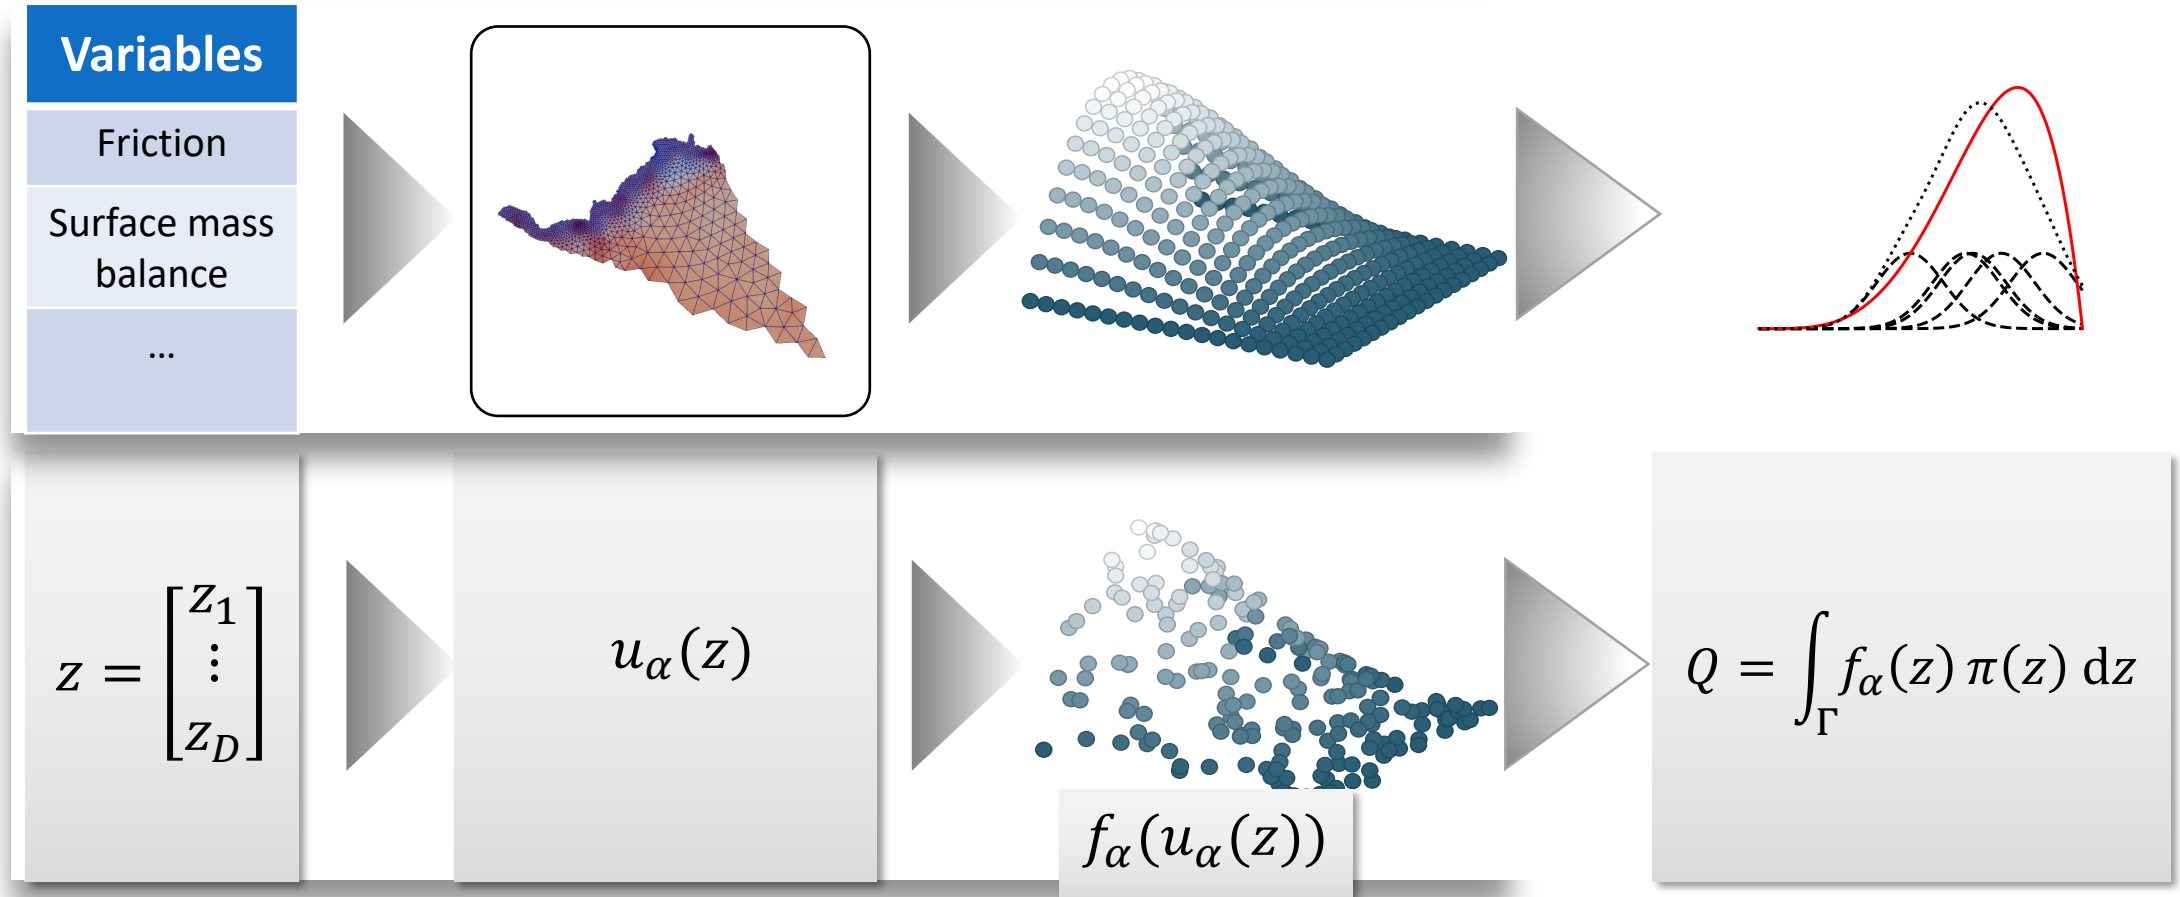 Variables
Friction
Surface mass
balance
...
z = [z_1 ⋮ z_D]
u_α(z)
f_α(u_α(z))
Q = ∫_Γ f_α(z) π(z) dz